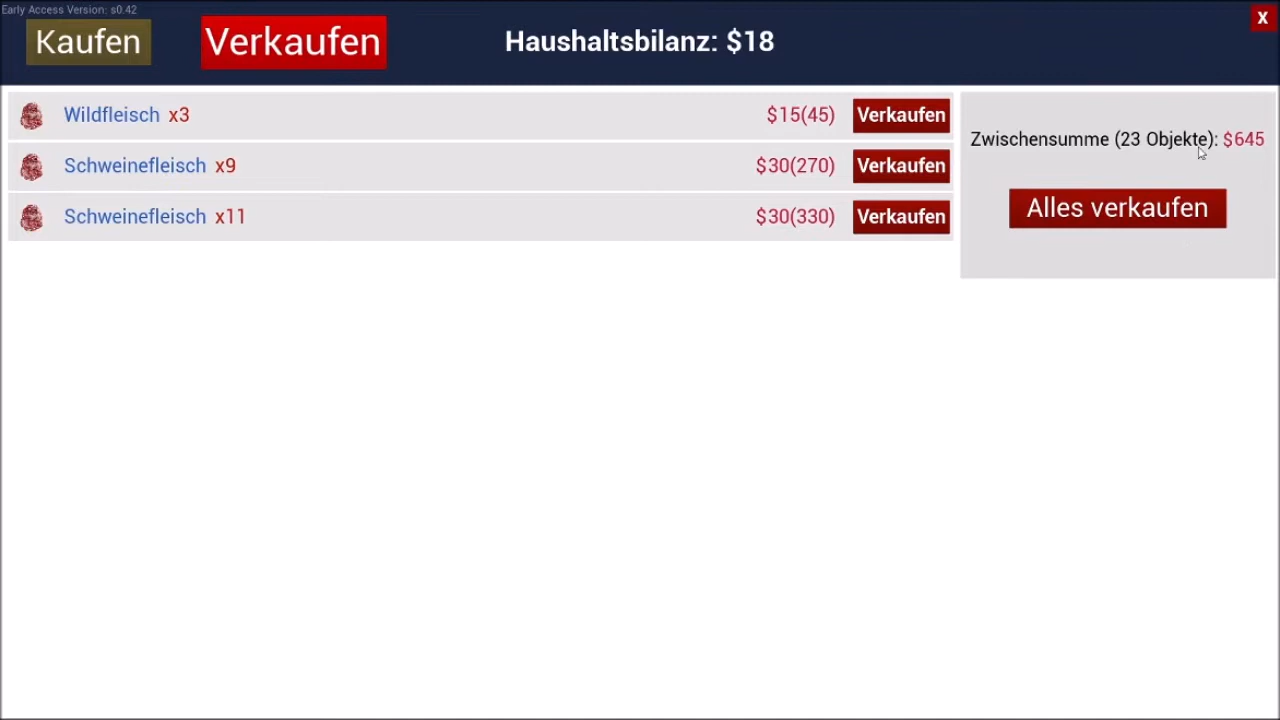 Early Access Version: s0.42
Kaufen Verkaufen Haushaltsbilanz: $18 X
Wildfleisch x3 $15(45) Verkaufen
Schweinefleisch x9 $30(270) Verkaufen
Schweinefleisch x11 $30(330) Verkaufen
Zwischensumme (23 Objekte): $645
Alles verkaufen